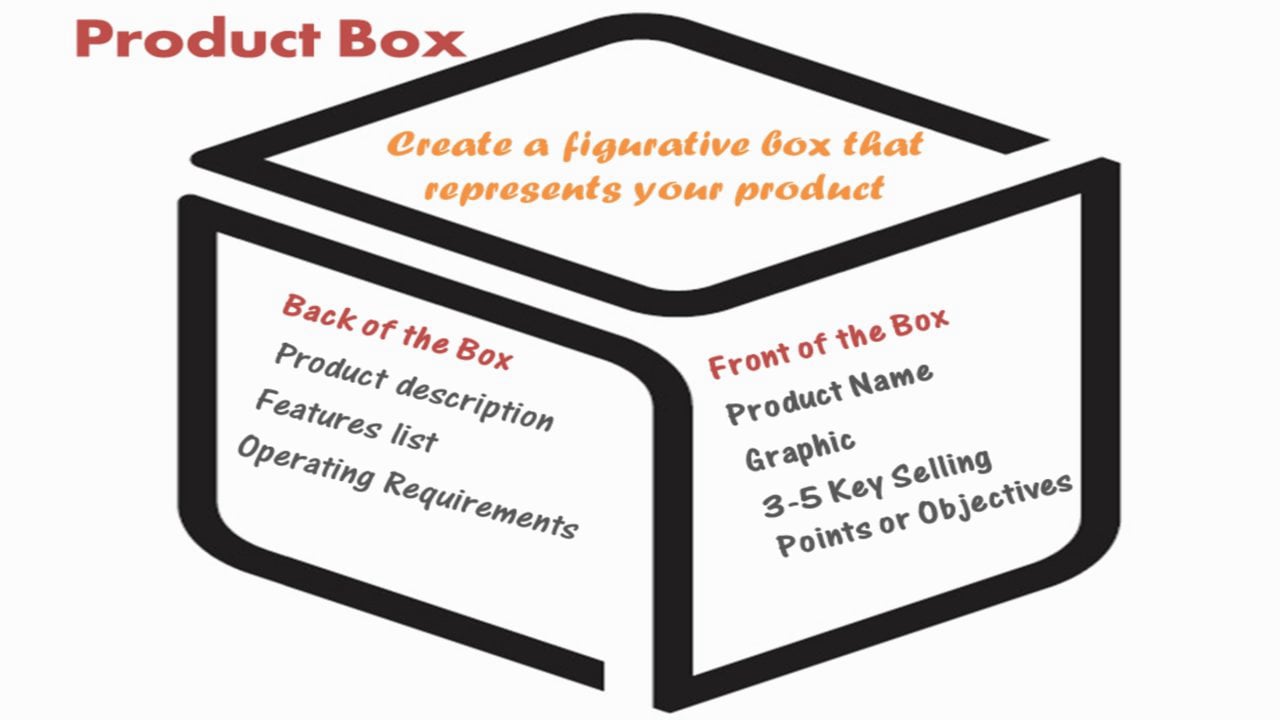 Product Box
Create a figurative box that
represents your product
Back of the Box
Product description
Features list
Operating Requirements
Front of the Box
Product Name
Graphic
3-5 Key Selling
Points or Objectives